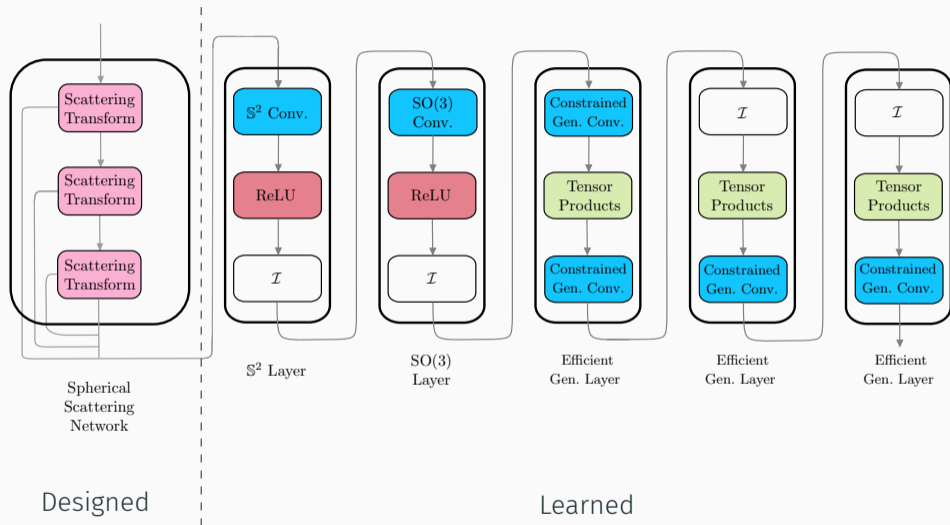 Scattering
Transform
Scattering
Transform
Scattering
Transform
Spherical
Scattering
Network
Designed
𝕊² Conv.
ReLU
ℐ
𝕊² Layer
SO(3)
Conv.
ReLU
ℐ
SO(3)
Layer
Constrained
Gen. Conv.
Tensor
Products
Constrained
Gen. Conv.
Efficient
Gen. Layer
ℐ
Tensor
Products
Constrained
Gen. Conv.
Efficient
Gen. Layer
ℐ
Tensor
Products
Constrained
Gen. Conv.
Efficient
Gen. Layer
Learned